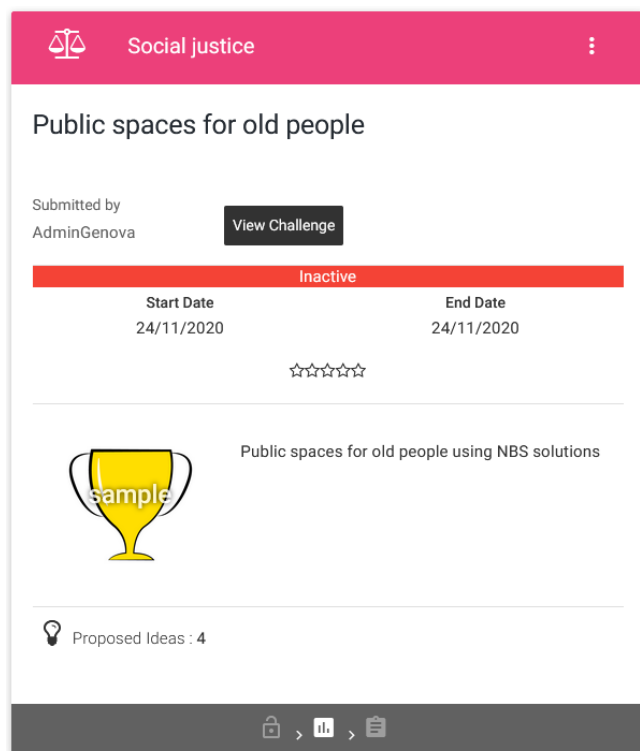 Social justice
Public spaces for old people
Submitted by
AdminGenova
View Challenge
Inactive
Start Date
End Date
24/11/2020
24/11/2020
sample
Public spaces for old people using NBS solutions
Proposed Ideas : 4